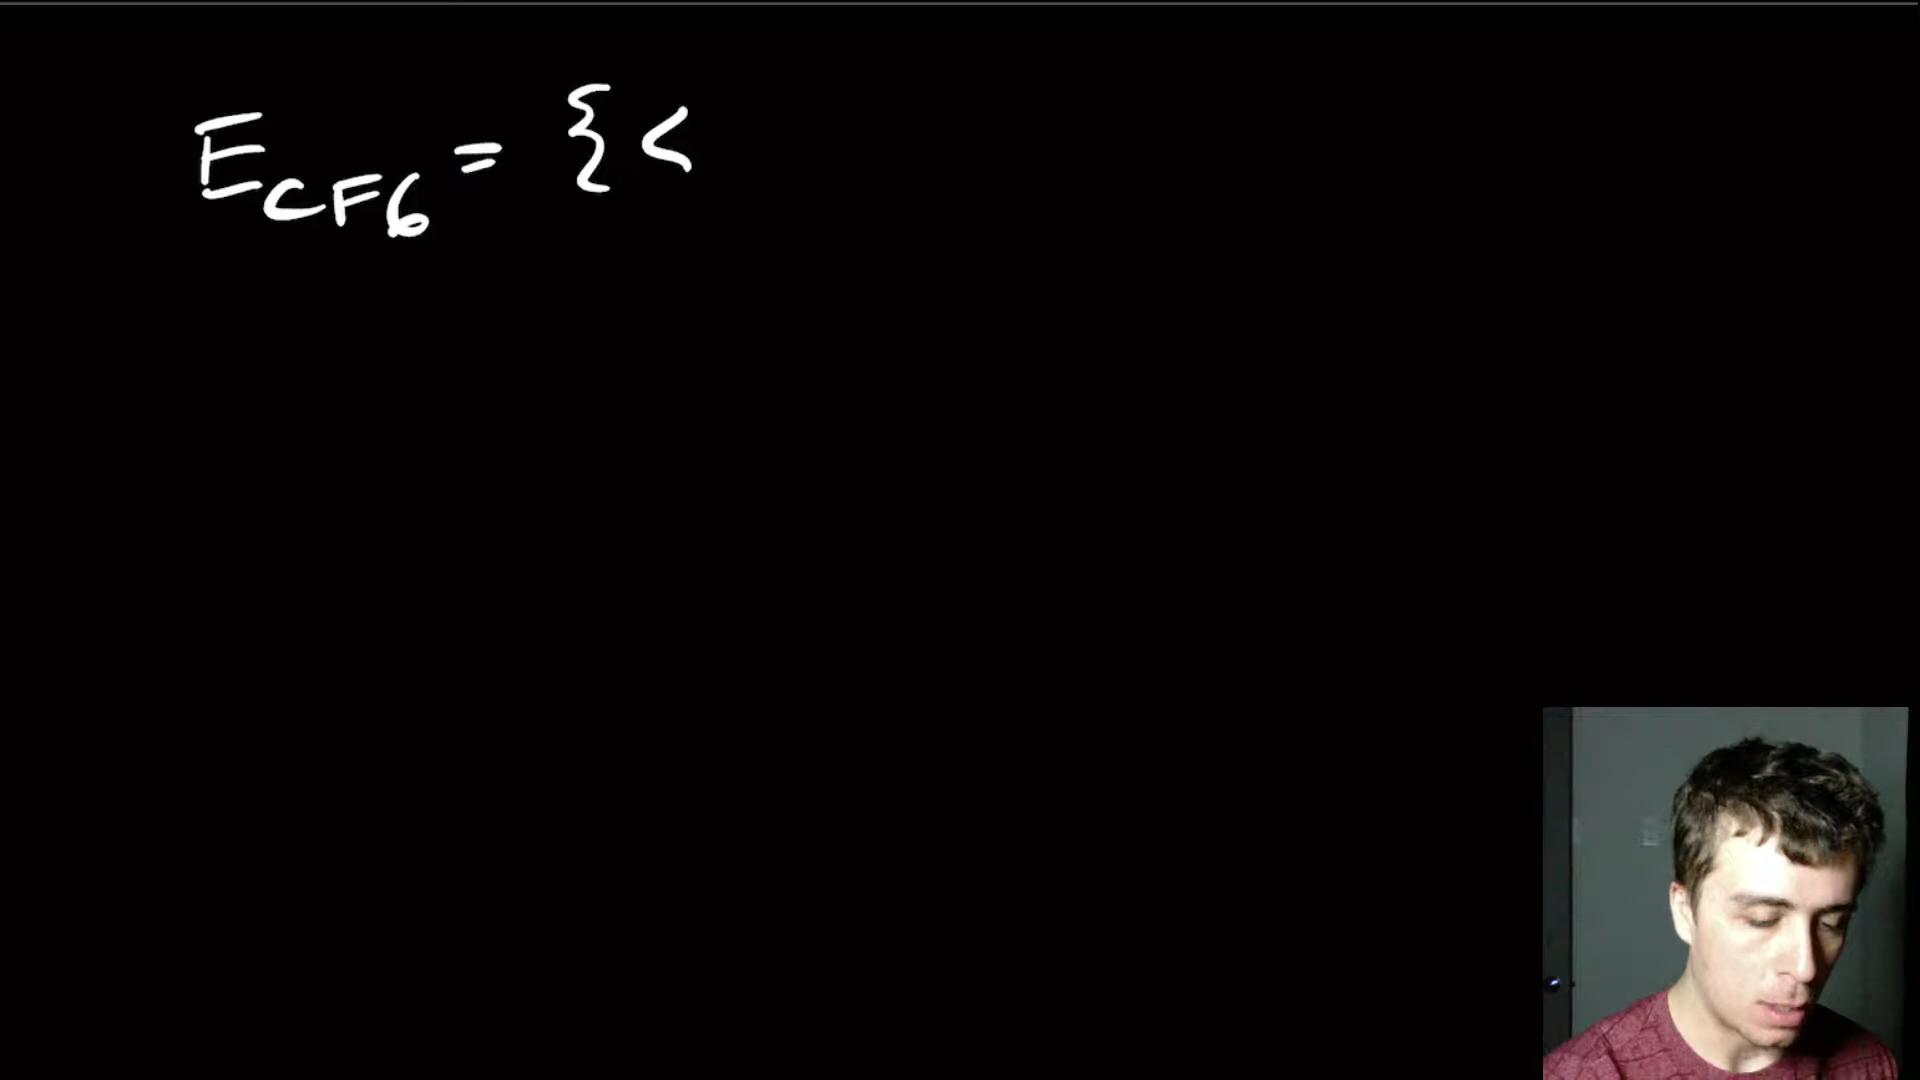 E_CFG = {<